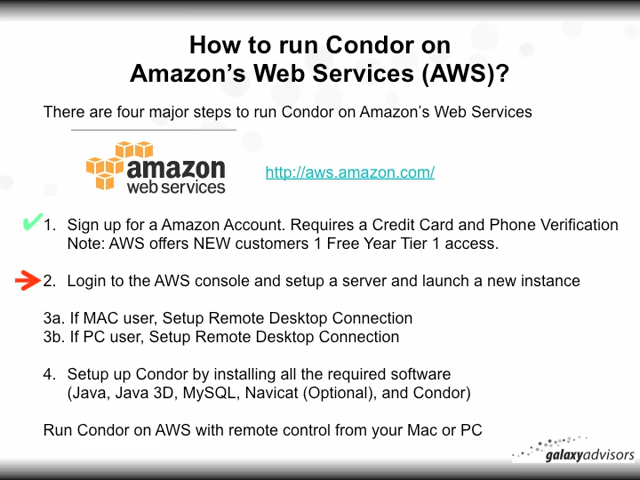 How to run Condor on
Amazon's Web Services (AWS)?
There are four major steps to run Condor on Amazon's Web Services
amazon
web services
http://aws.amazon.com/
1. Sign up for a Amazon Account. Requires a Credit Card and Phone Verification
Note: AWS offers NEW customers 1 Free Year Tier 1 access.
2. Login to the AWS console and setup a server and launch a new instance
3a. If MAC user, Setup Remote Desktop Connection
3b. If PC user, Setup Remote Desktop Connection
4. Setup up Condor by installing all the required software
(Java, Java 3D, MySQL, Navicat (Optional), and Condor)
Run Condor on AWS with remote control from your Mac or PC
galaxyadvisors